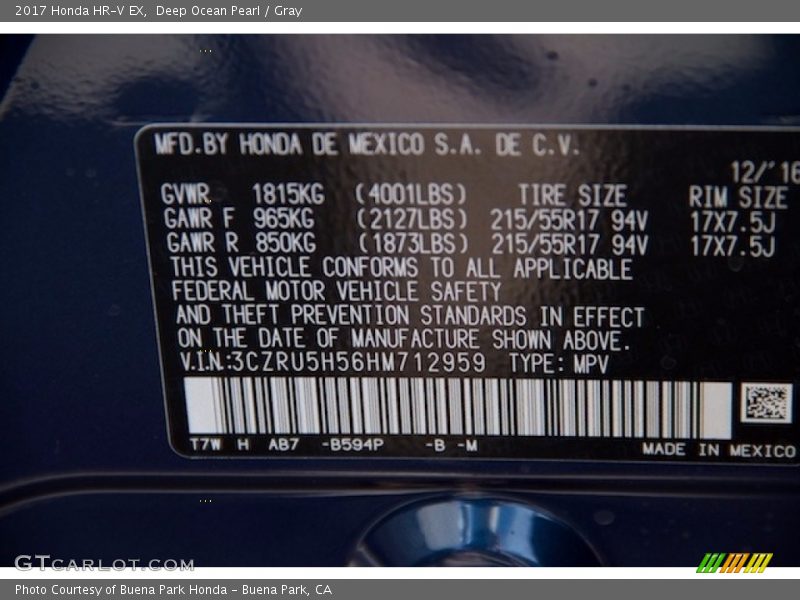 2017 Honda HR-V EX, Deep Ocean Pearl / Gray
MFD.BY HONDA DE MEXICO S.A. DE C.V.
12/'16
GVWR 1815KG (4001LBS) TIRE SIZE RIM SIZE
GAWR F 965KG (2127LBS) 215/55R17 94V 17X7.5J
GAWR R 850KG (1873LBS) 215/55R17 94V 17X7.5J
THIS VEHICLE CONFORMS TO ALL APPLICABLE
FEDERAL MOTOR VEHICLE SAFETY
AND THEFT PREVENTION STANDARDS IN EFFECT
ON THE DATE OF MANUFACTURE SHOWN ABOVE.
V.I.N:3CZRU5H56HM712959 TYPE: MPV
T7W H AB7 -B594P -B -M
MADE IN MEXICO
GTCARLOT.COM
Photo Courtesy of Buena Park Honda - Buena Park, CA